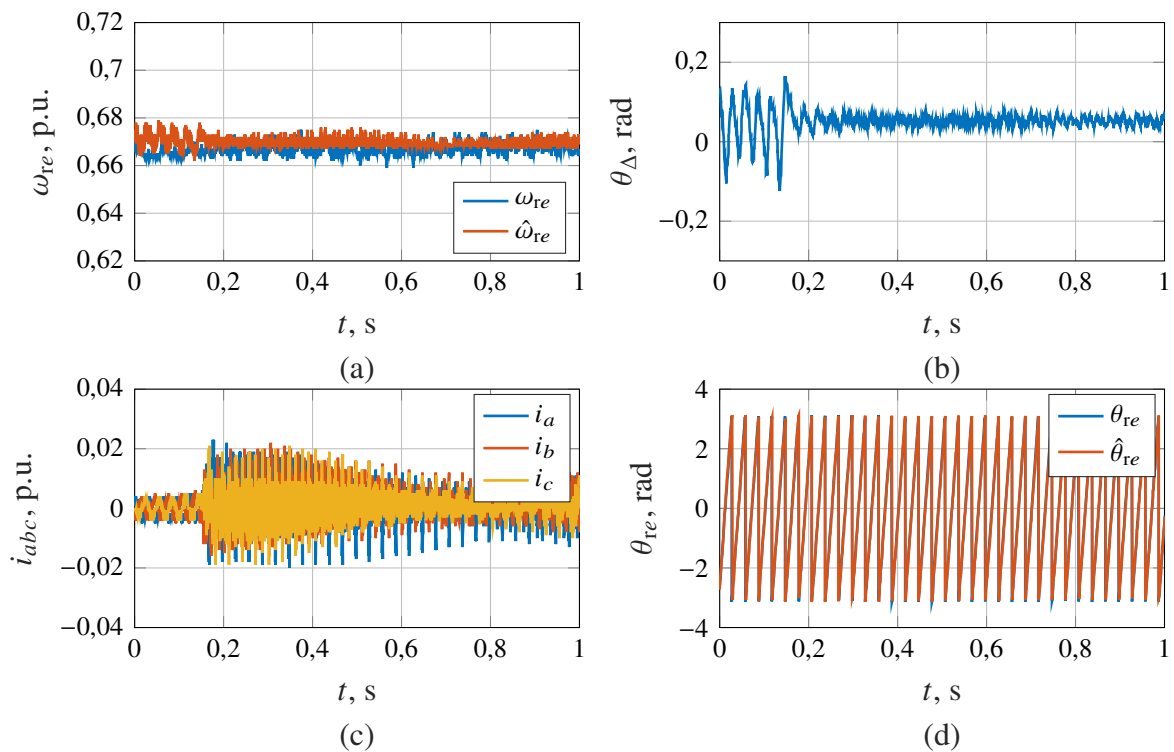 0,72
0,7
0,68
0,66
0,64
0,62
0 0,2 0,4 0,6 0,8 1
ω_re, p.u.
t, s
ω_re
ω̂_re
(a)
0,2
0
−0,2
0 0,2 0,4 0,6 0,8 1
θ_Δ, rad
t, s
(b)
0,04
0,02
0
−0,02
−0,04
0 0,2 0,4 0,6 0,8 1
i_abc, p.u.
t, s
i_a
i_b
i_c
(c)
4
2
0
−2
−4
0 0,2 0,4 0,6 0,8 1
θ_re, rad
t, s
θ_re
θ̂_re
(d)